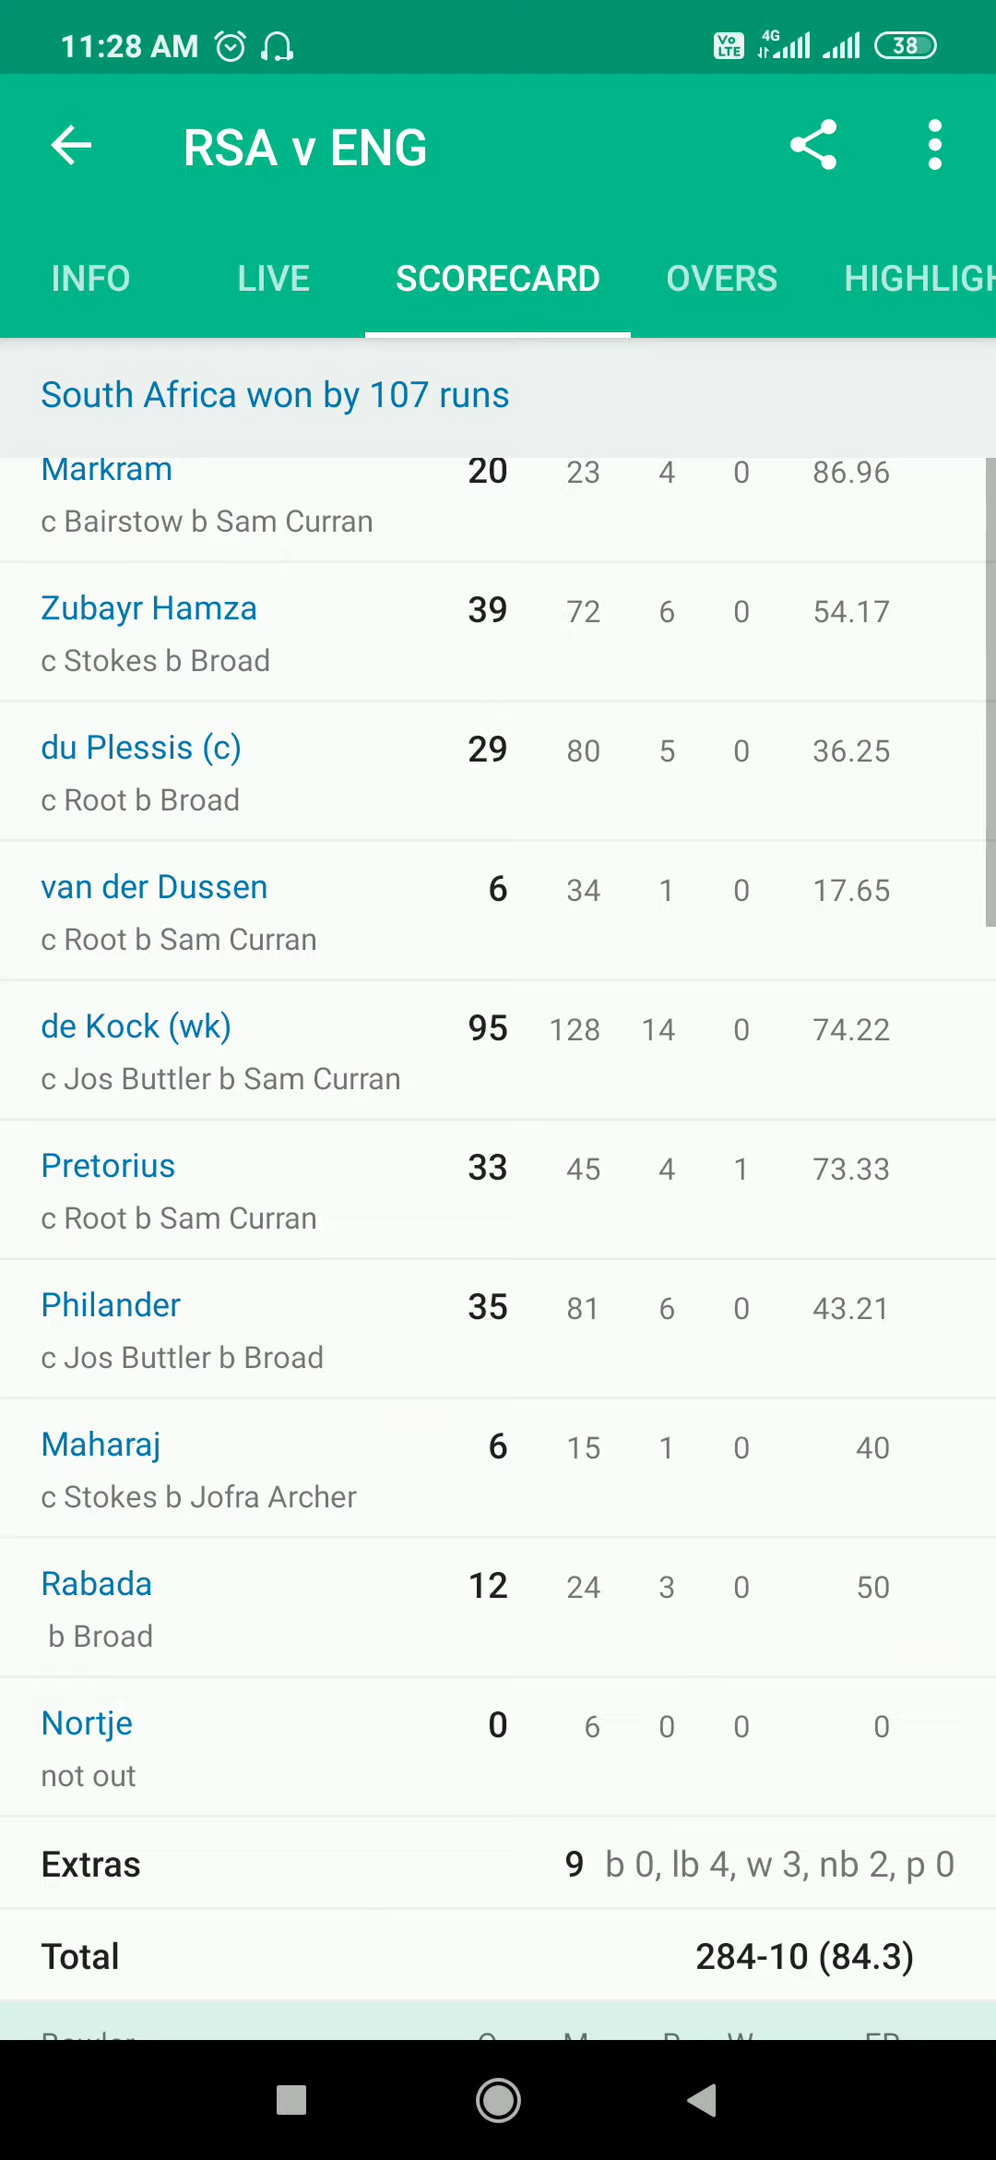 11:28 AM VoLTE 4G 38
RSA v ENG
INFO LIVE SCORECARD OVERS HIGHLIGH
South Africa won by 107 runs
Markram 20 23 4 0 86.96
c Bairstow b Sam Curran
Zubayr Hamza 39 72 6 0 54.17
c Stokes b Broad
du Plessis (c) 29 80 5 0 36.25
c Root b Broad
van der Dussen 6 34 1 0 17.65
c Root b Sam Curran
de Kock (wk) 95 128 14 0 74.22
c Jos Buttler b Sam Curran
Pretorius 33 45 4 1 73.33
c Root b Sam Curran
Philander 35 81 6 0 43.21
c Jos Buttler b Broad
Maharaj 6 15 1 0 40
c Stokes b Jofra Archer
Rabada 12 24 3 0 50
b Broad
Nortje 0 6 0 0 0
not out
Extras 9 b 0, lb 4, w 3, nb 2, p 0
Total 284-10 (84.3)
Bowler O M R W ER